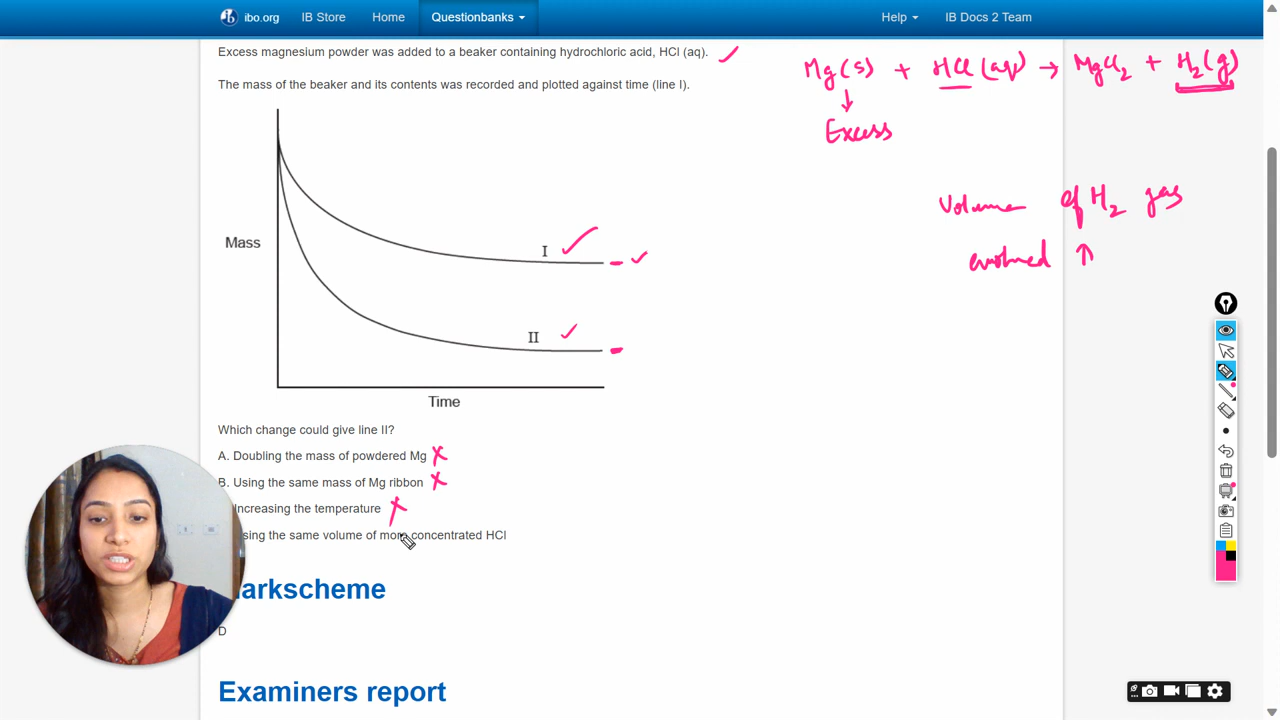 ibo.org IB Store Home Questionbanks Help IB Docs 2 Team
Excess magnesium powder was added to a beaker containing hydrochloric acid, HCl (aq).
Mg(s) + HCl(aq) → MgCl2 + H2(g)
The mass of the beaker and its contents was recorded and plotted against time (line I).
Excess
Volume of H2 gas
evolved ↑
Mass
I
II
Time
Which change could give line II?
A. Doubling the mass of powdered Mg
B. Using the same mass of Mg ribbon
Increasing the temperature
sing the same volume of more concentrated HCl
arkscheme
D
Examiners report